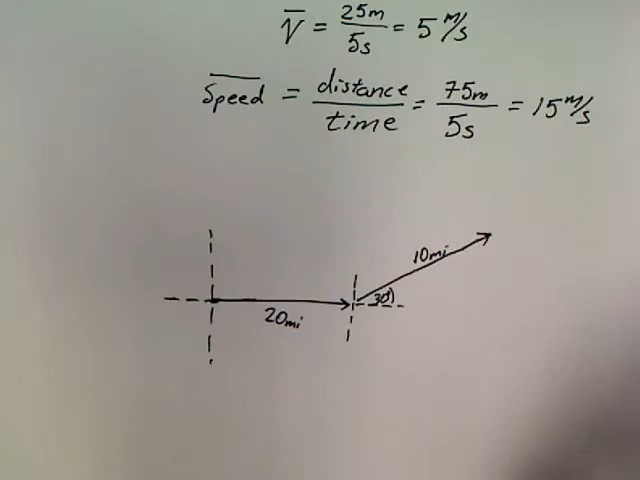 V̅ = 25m/5s = 5 m/s
Speed = distance/time = 75m/5s = 15 m/s
10mi
30°
20mi